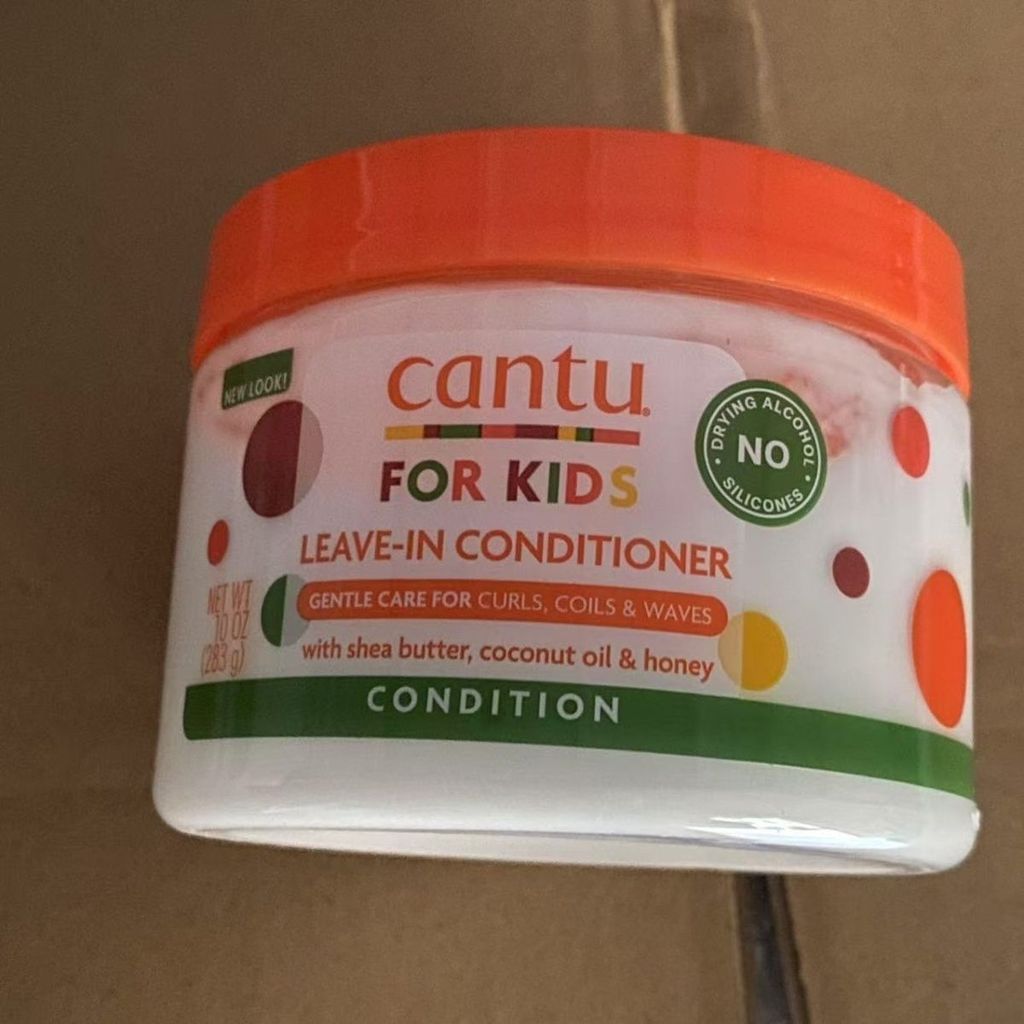 NEW LOOK!
cantu
FOR KIDS
DRYING ALCOHOL
NO
SILICONES
LEAVE-IN CONDITIONER
GENTLE CARE FOR CURLS, COILS & WAVES
with shea butter, coconut oil & honey
NET WT
10 OZ
(283 g)
CONDITION